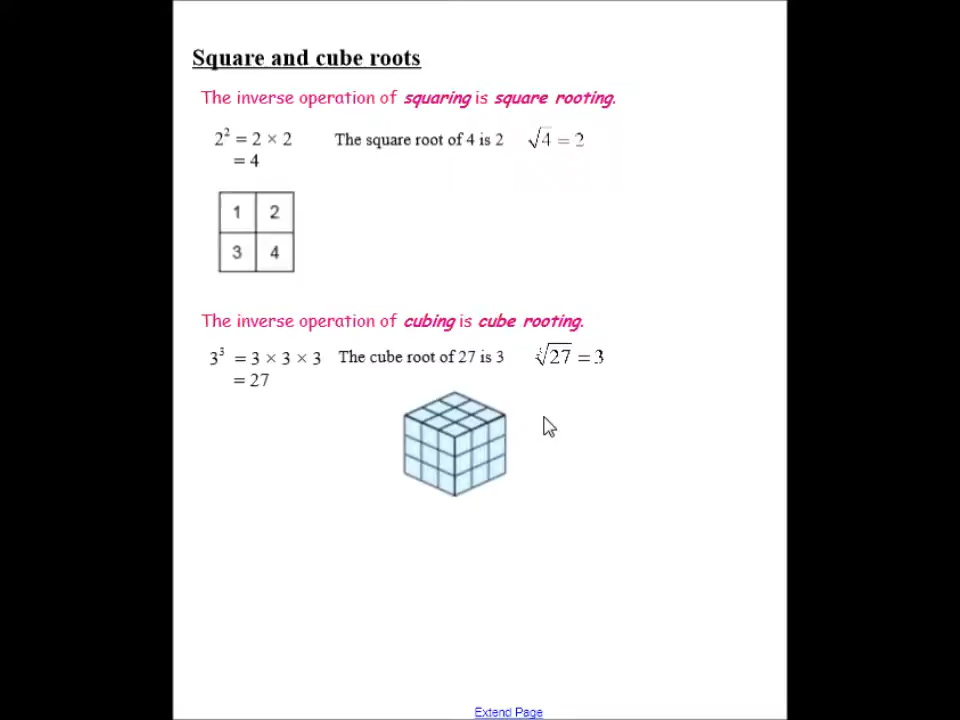 Square and cube roots
The inverse operation of squaring is square rooting.
2² = 2 × 2 The square root of 4 is 2 √4 = 2
= 4
1 2
3 4
The inverse operation of cubing is cube rooting.
3³ = 3 × 3 × 3 The cube root of 27 is 3 ∛27 = 3
= 27
Extend Page